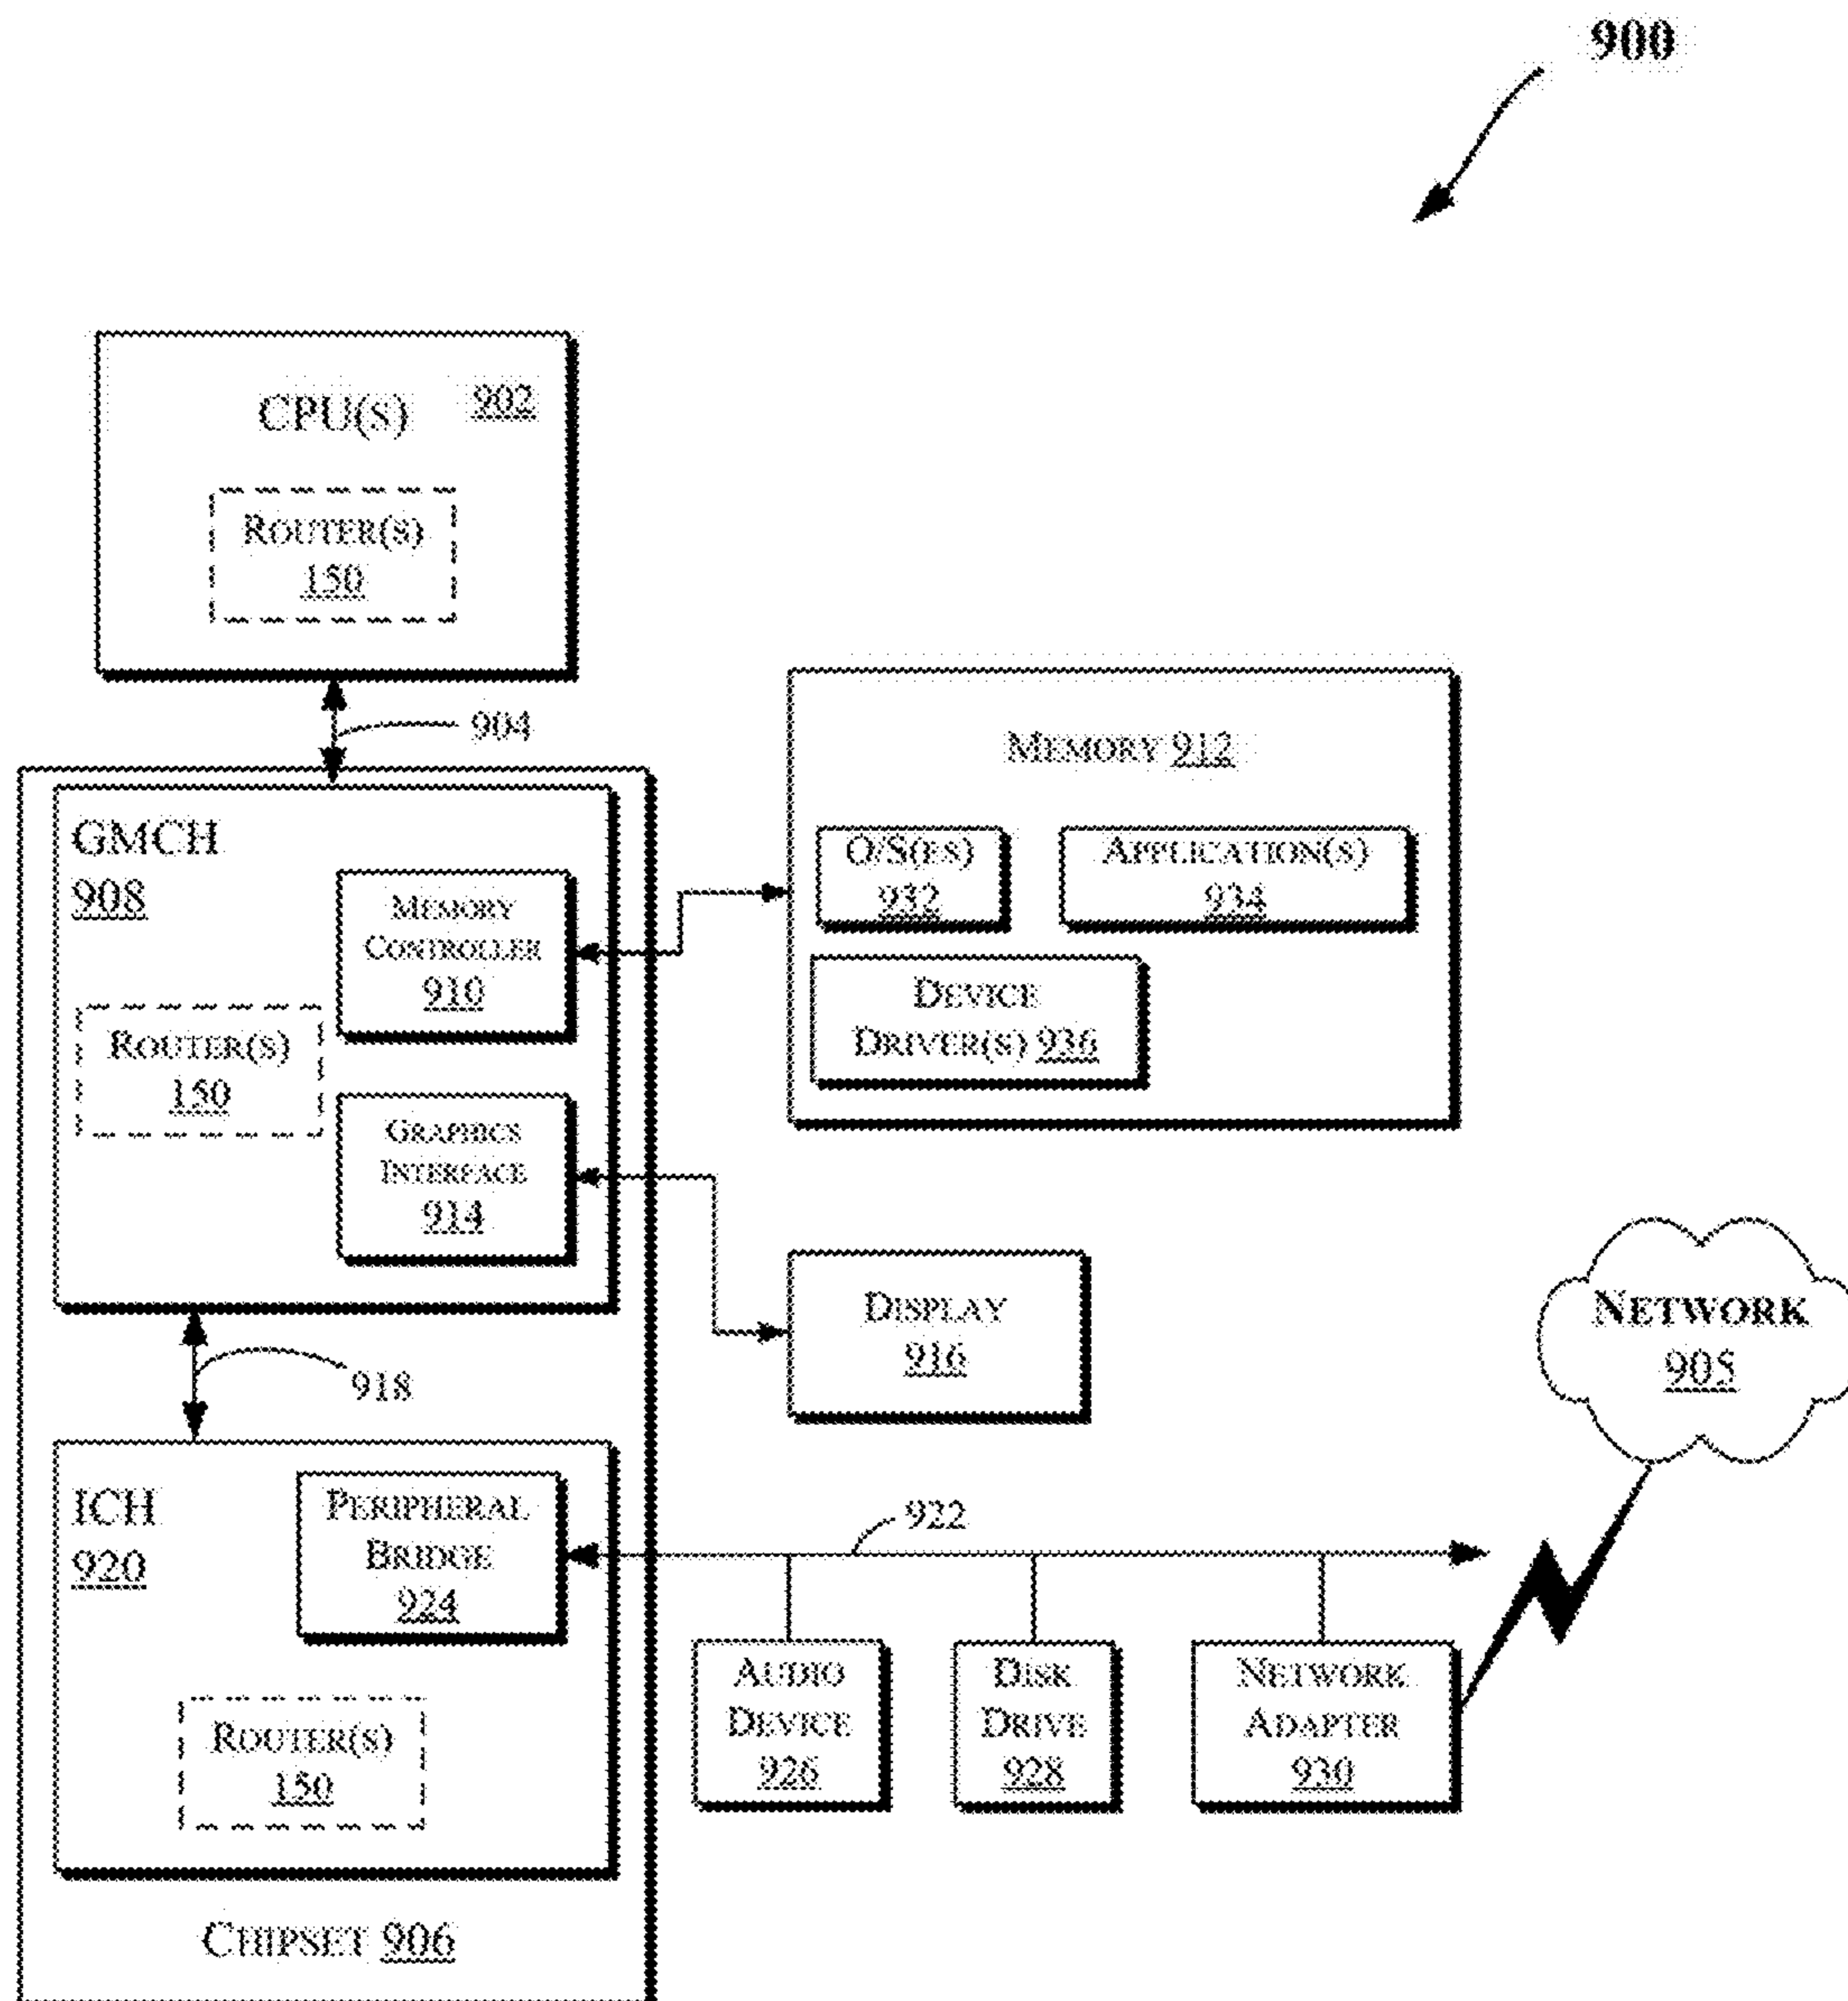 900
CPU(S)
902
ROUTER(S)
150
904
GMCH
908
MEMORY
CONTROLLER
910
ROUTER(S)
150
GRAPHICS
INTERFACE
914
MEMORY 912
O/S(ES)
932
APPLICATION(S)
934
DEVICE
DRIVER(S) 936
DISPLAY
916
NETWORK
905
918
ICH
920
PERIPHERAL
BRIDGE
924
ROUTER(S)
150
922
AUDIO
DEVICE
926
DISK
DRIVE
928
NETWORK
ADAPTER
930
CHIPSET 906